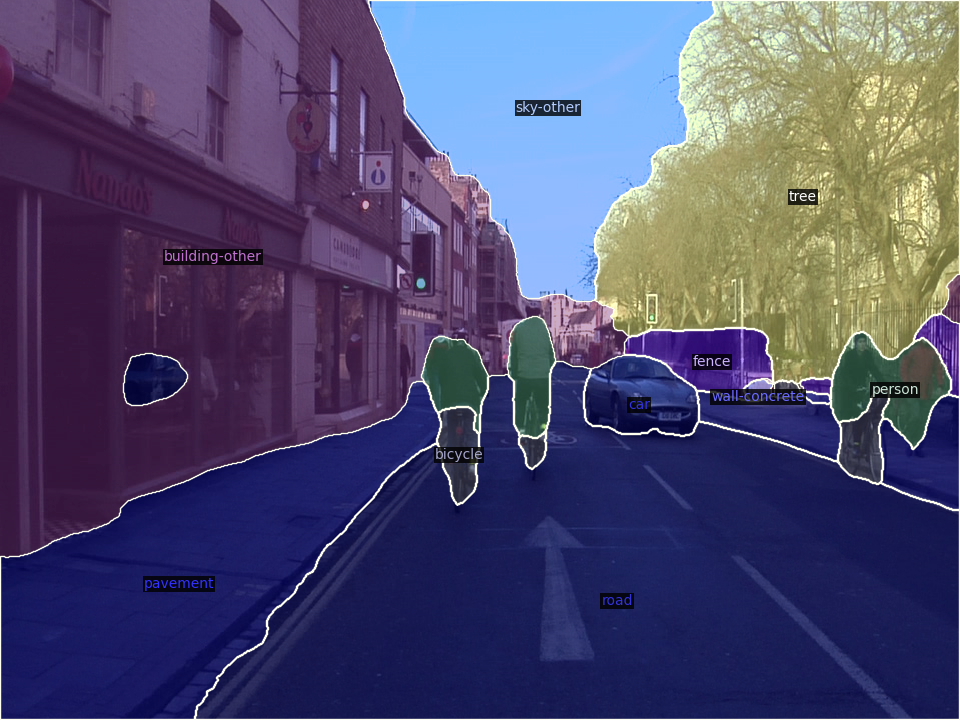 sky-other
tree
Nando's
Nando's
building-other
fence
person
wall-concrete
car
bicycle
pavement
road